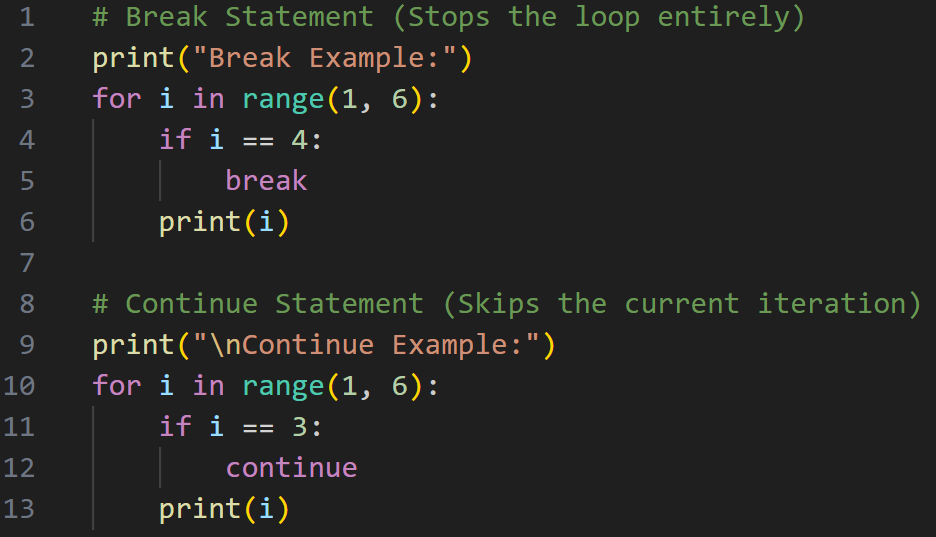 1 # Break Statement (Stops the loop entirely)
2 print("Break Example:")
3 for i in range(1, 6):
4     if i == 4:
5         break
6     print(i)
7
8 # Continue Statement (Skips the current iteration)
9 print("\nContinue Example:")
10 for i in range(1, 6):
11     if i == 3:
12         continue
13     print(i)